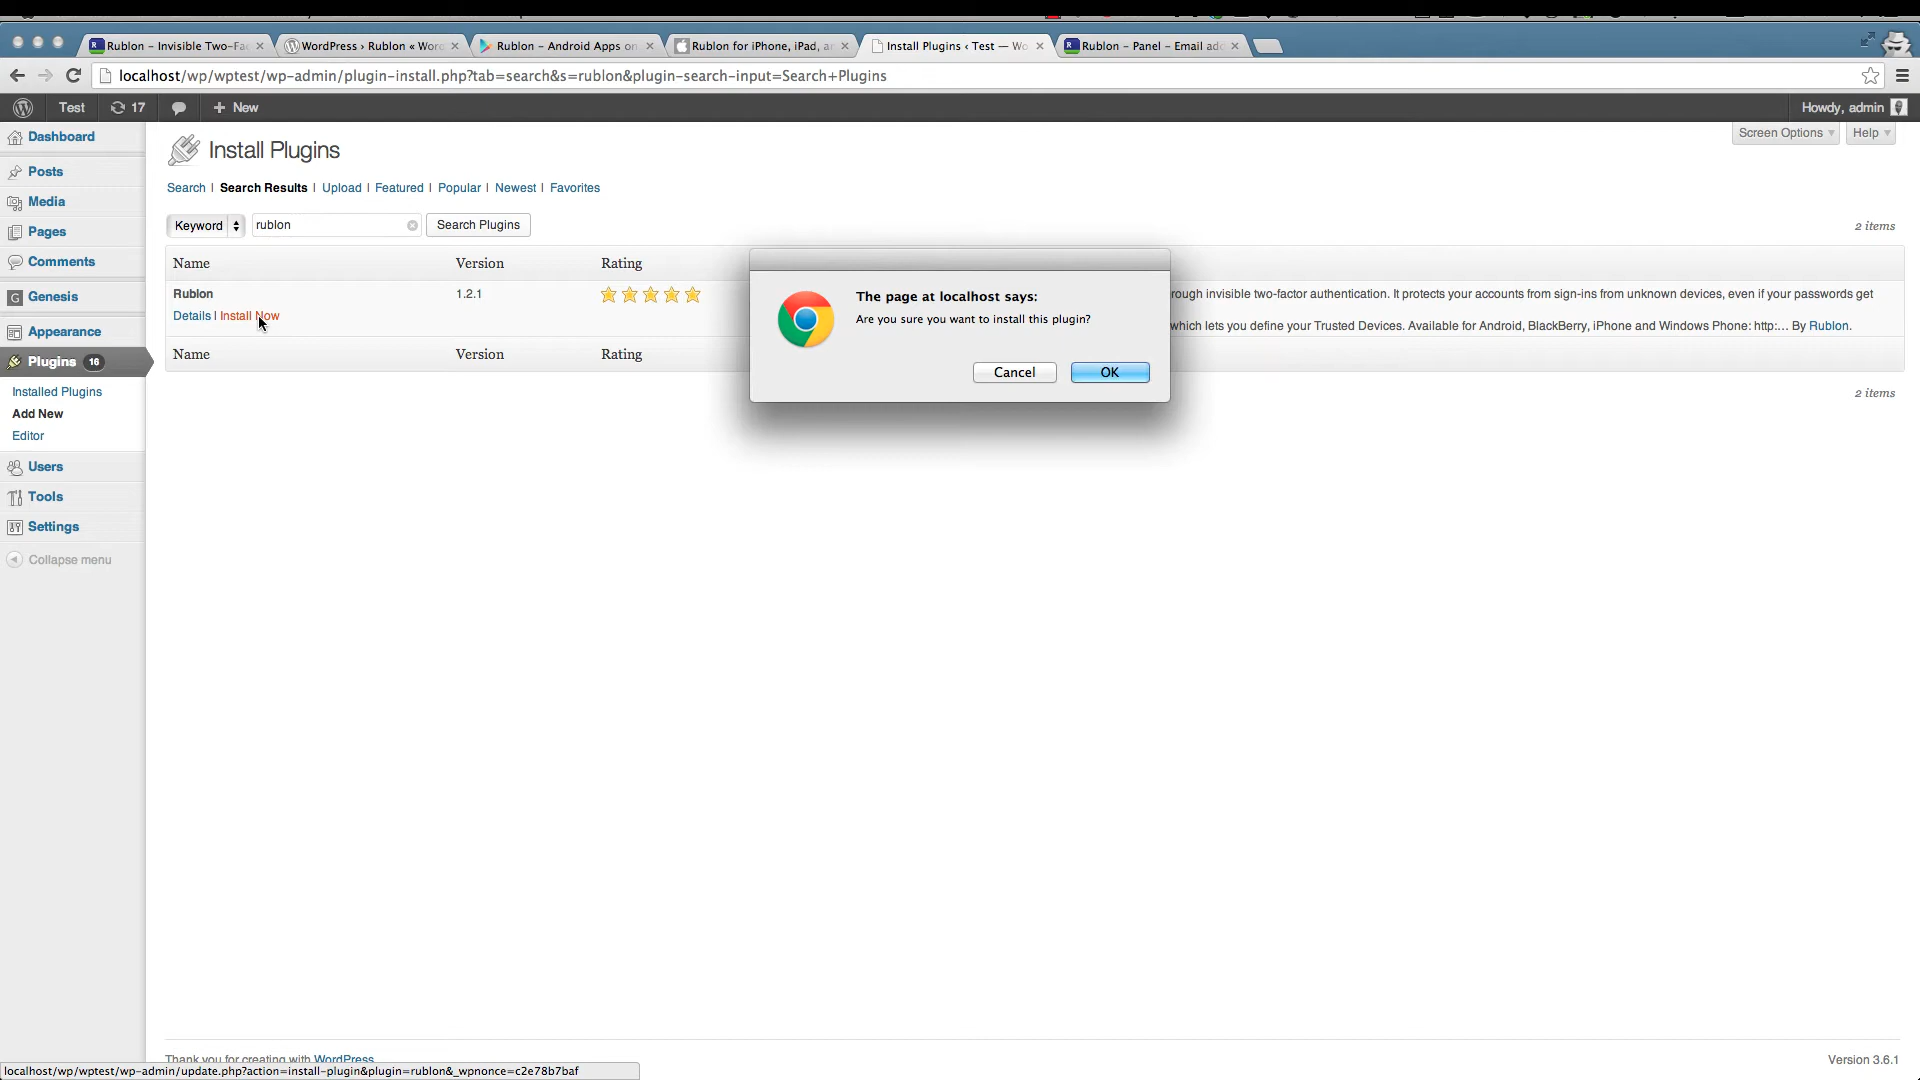 Rublon – Invisible Two-Fa
WordPress › Rublon « Wor
Rublon – Android Apps on
Rublon for iPhone, iPad, a
Install Plugins ‹ Test — Wo
Rublon – Panel – Email ad
localhost/wp/wptest/wp-admin/plugin-install.php?tab=search&s=rublon&plugin-search-input=Search+Plugins
Test
17
+ New
Howdy, admin
Dashboard
Posts
Media
Pages
Comments
Genesis
Appearance
Plugins 16
Installed Plugins
Add New
Editor
Users
Tools
Settings
Collapse menu
Screen Options
Help
Install Plugins
Search | Search Results | Upload | Featured | Popular | Newest | Favorites
Keyword
rublon
Search Plugins
2 items
Name Version Rating
Rublon 1.2.1
rough invisible two-factor authentication. It protects your accounts from sign-ins from unknown devices, even if your passwords get
Details | Install Now
which lets you define your Trusted Devices. Available for Android, BlackBerry, iPhone and Windows Phone: http:… By Rublon.
Name Version Rating
2 items
The page at localhost says:
Are you sure you want to install this plugin?
Cancel
OK
Thank you for creating with WordPress
Version 3.6.1
localhost/wp/wptest/wp-admin/update.php?action=install-plugin&plugin=rublon&_wpnonce=c2e78b7baf